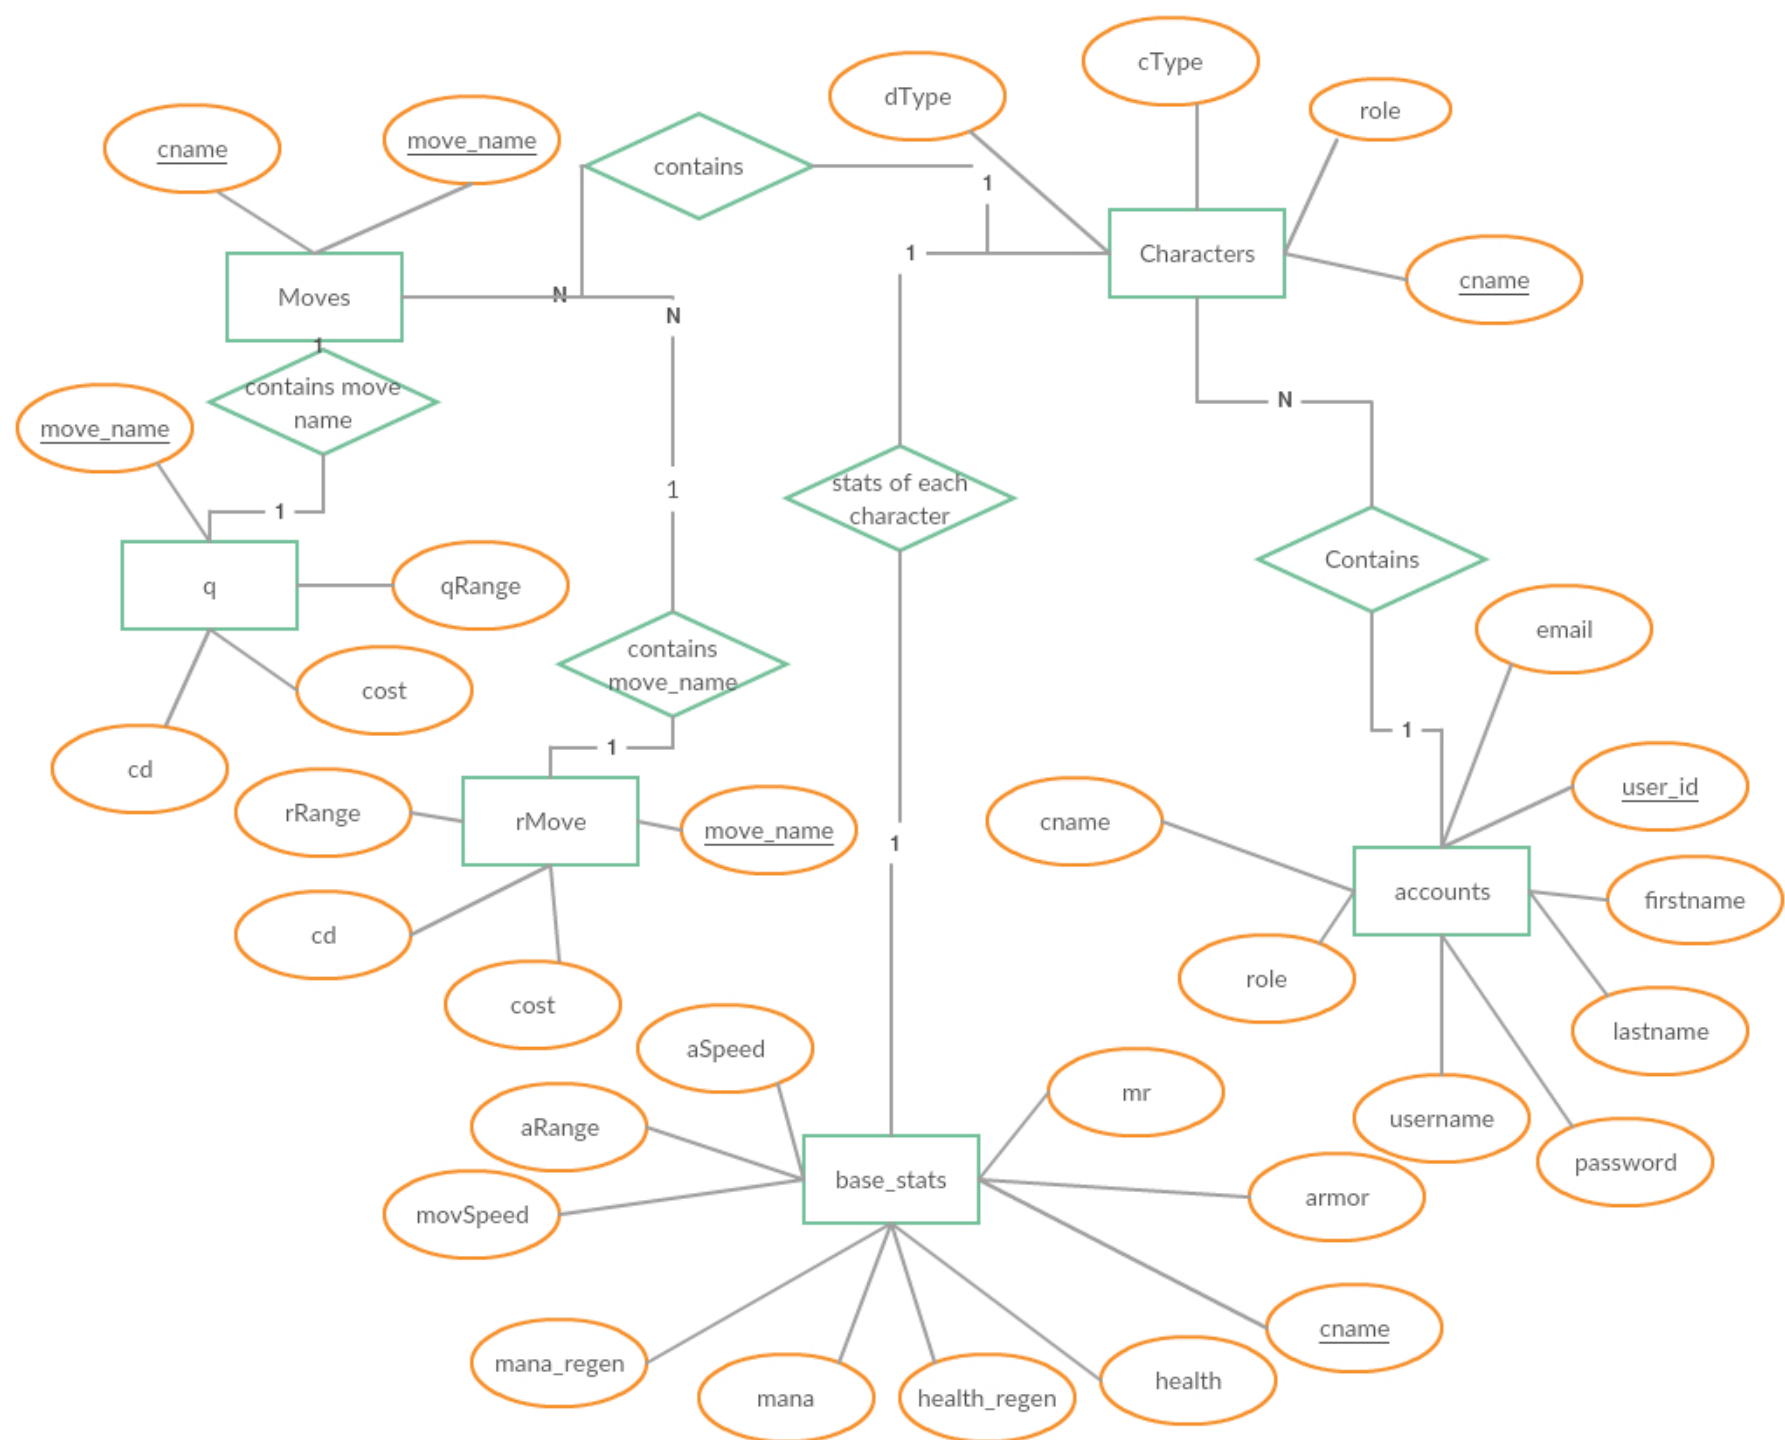 cType
dType
role
cname
move_name
contains
1
Characters
1
cname
Moves
N
N
1
contains move
name
N
move_name
1
1
stats of each
character
Contains
q
qRange
email
contains
move_name
cost
1
1
cd
user_id
rRange
rMove
move_name
cname
1
accounts
firstname
cd
role
cost
lastname
aSpeed
mr
username
aRange
password
base_stats
armor
movSpeed
cname
mana_regen
mana
health_regen
health